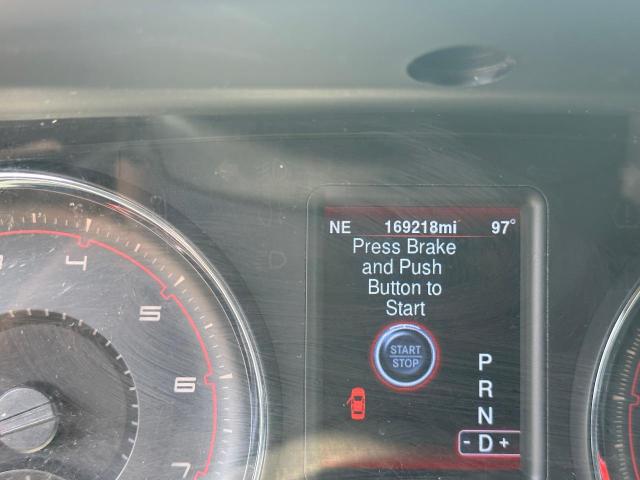 NE 169218mi 97°
Press Brake
and Push
Button to
Start
START
STOP
P
R
N
- D +
4
5
6
7